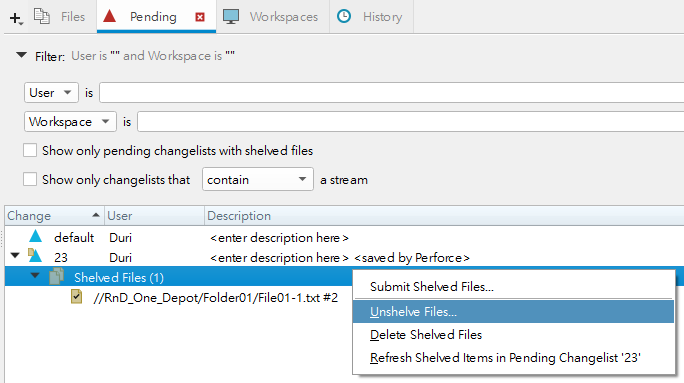 Files Pending Workspaces History
Filter: User is "" and Workspace is ""
User is
Workspace is
Show only pending changelists with shelved files
Show only changelists that contain a stream
Change User Description
default Duri <enter description here>
23 Duri <enter description here> <saved by Perforce>
Shelved Files (1)
//RnD_One_Depot/Folder01/File01-1.txt #2
Submit Shelved Files...
Unshelve Files...
Delete Shelved Files
Refresh Shelved Items in Pending Changelist '23'